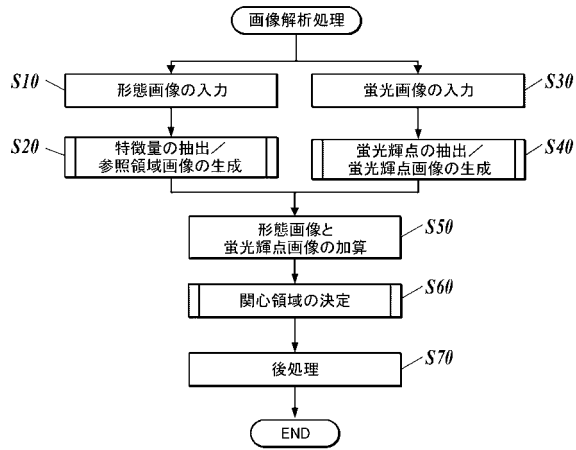 画像解析処理
S10
形態画像の入力
S30
蛍光画像の入力
S20
特徴量の抽出／
参照領域画像の生成
S40
蛍光輝点の抽出／
蛍光輝点画像の生成
S50
形態画像と
蛍光輝点画像の加算
S60
関心領域の決定
S70
後処理
END